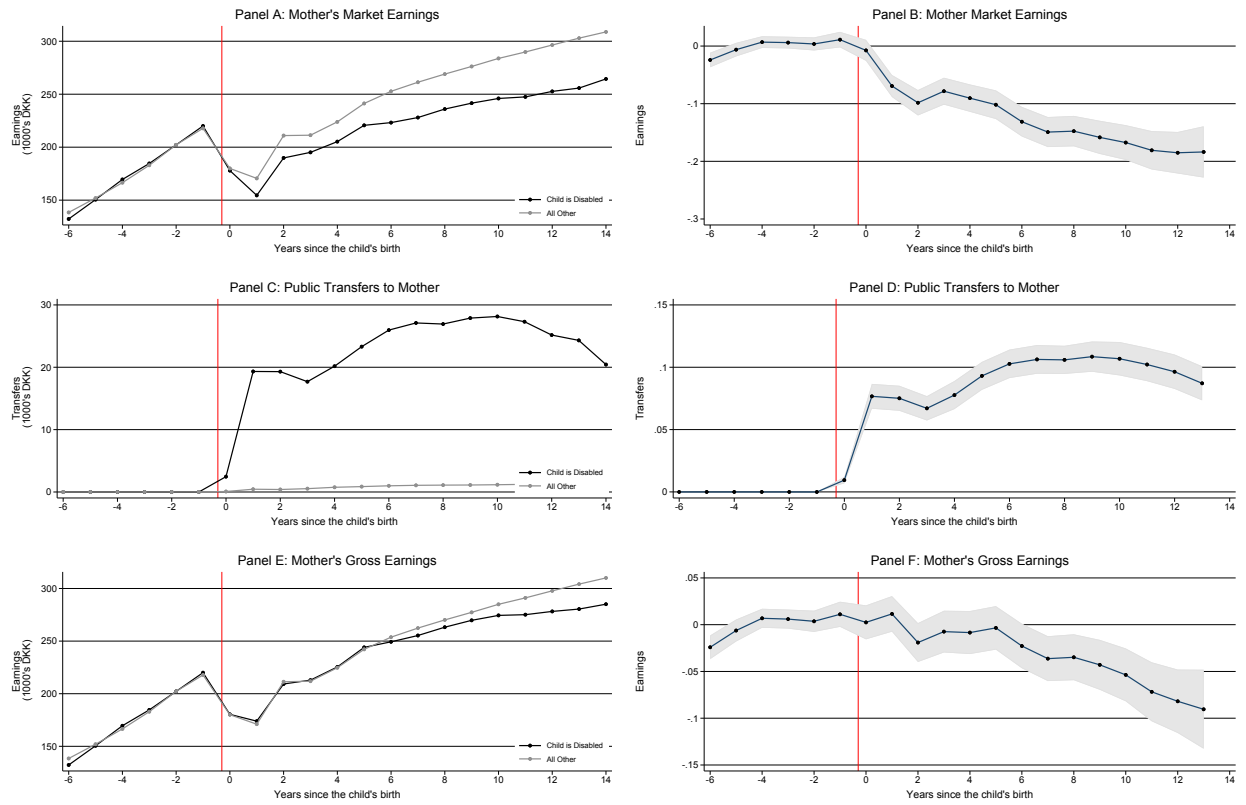 Panel A: Mother's Market Earnings
Earnings
(1000's DKK)
300
250
200
150
-6 -4 -2 0 2 4 6 8 10 12 14
Years since the child's birth
Child is Disabled
All Other
Panel B: Mother Market Earnings
Earnings
0
-.1
-.2
-.3
-6 -4 -2 0 2 4 6 8 10 12 14
Years since the child's birth
Panel C: Public Transfers to Mother
Transfers
(1000's DKK)
30
20
10
0
-6 -4 -2 0 2 4 6 8 10 12 14
Years since the child's birth
Child is Disabled
All Other
Panel D: Public Transfers to Mother
Transfers
.15
.1
.05
0
-6 -4 -2 0 2 4 6 8 10 12 14
Years since the child's birth
Panel E: Mother's Gross Earnings
Earnings
(1000's DKK)
300
250
200
150
-6 -4 -2 0 2 4 6 8 10 12 14
Years since the child's birth
Child is Disabled
All Other
Panel F: Mother's Gross Earnings
Earnings
.05
0
-.05
-.1
-.15
-6 -4 -2 0 2 4 6 8 10 12 14
Years since the child's birth